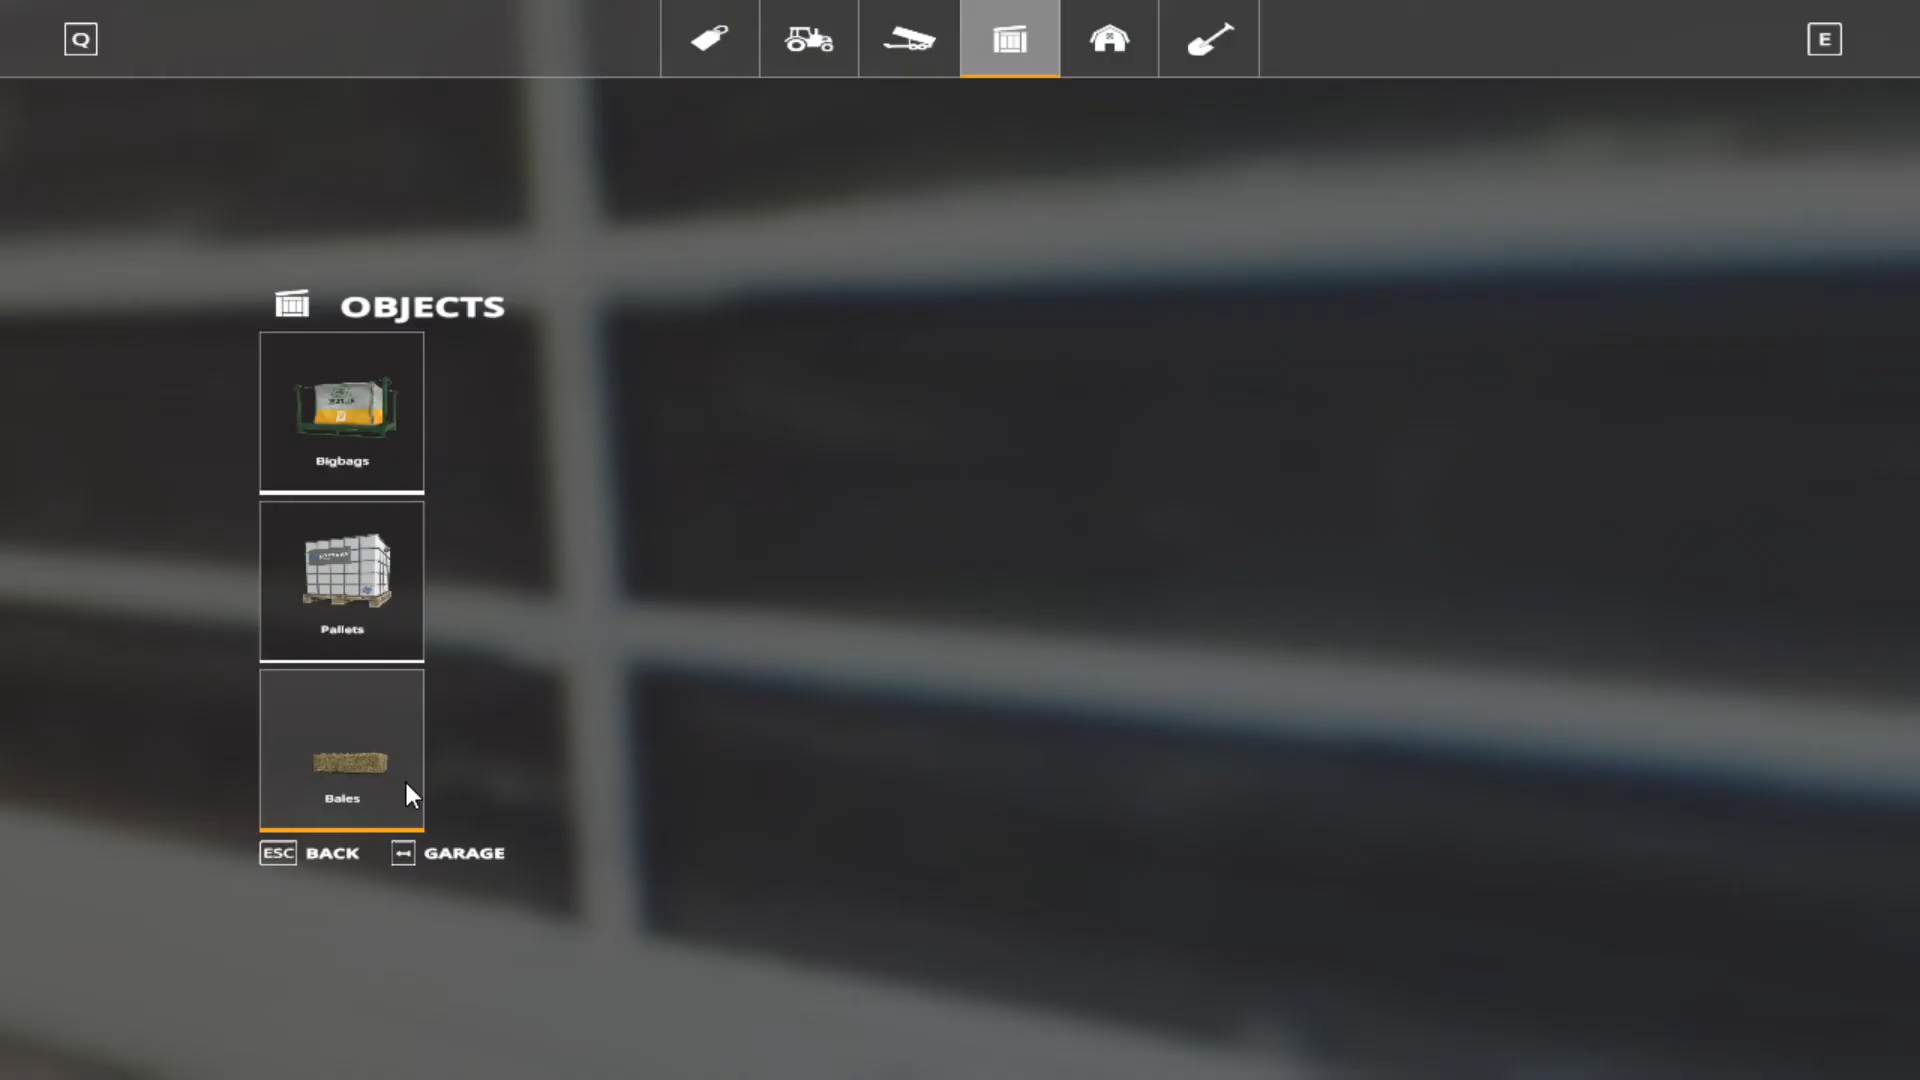 Q
E
OBJECTS
Bigbags
Pallets
Bales
ESC BACK
GARAGE